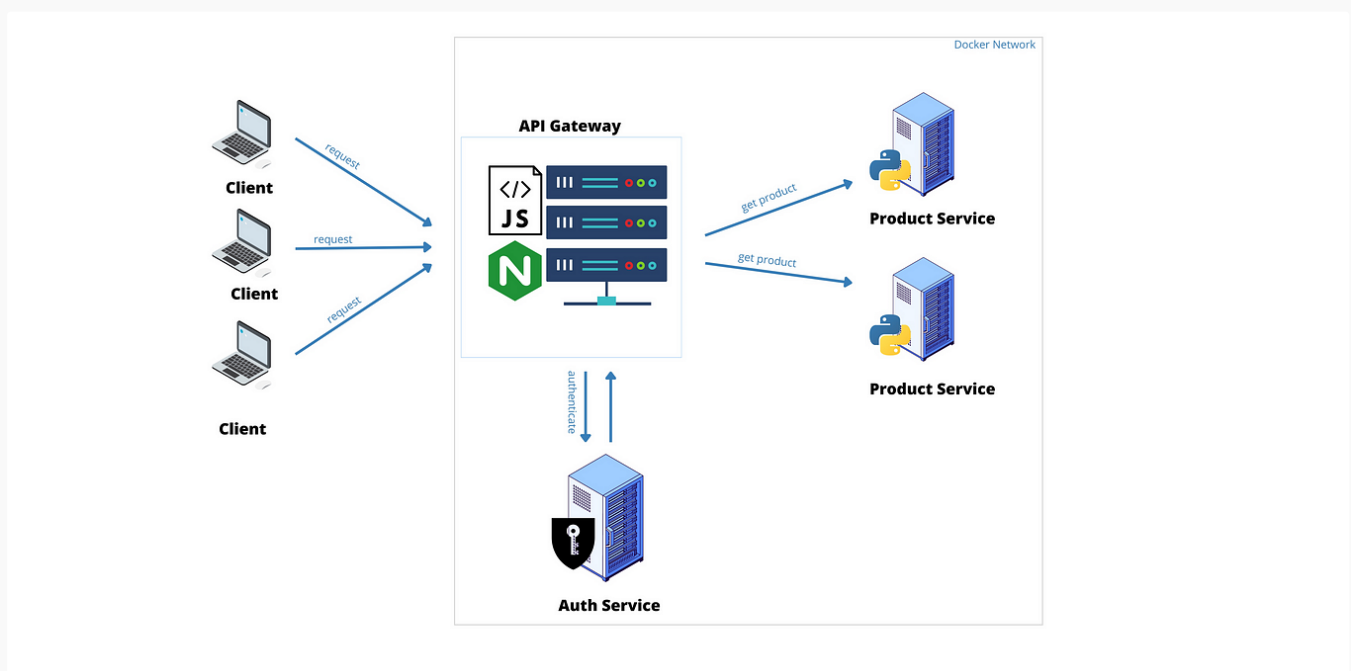 Docker Network
API Gateway
request
Client
</>
JS
N
get product
Product Service
request
Client
get product
request
Client
Product Service
authenticate
Auth Service